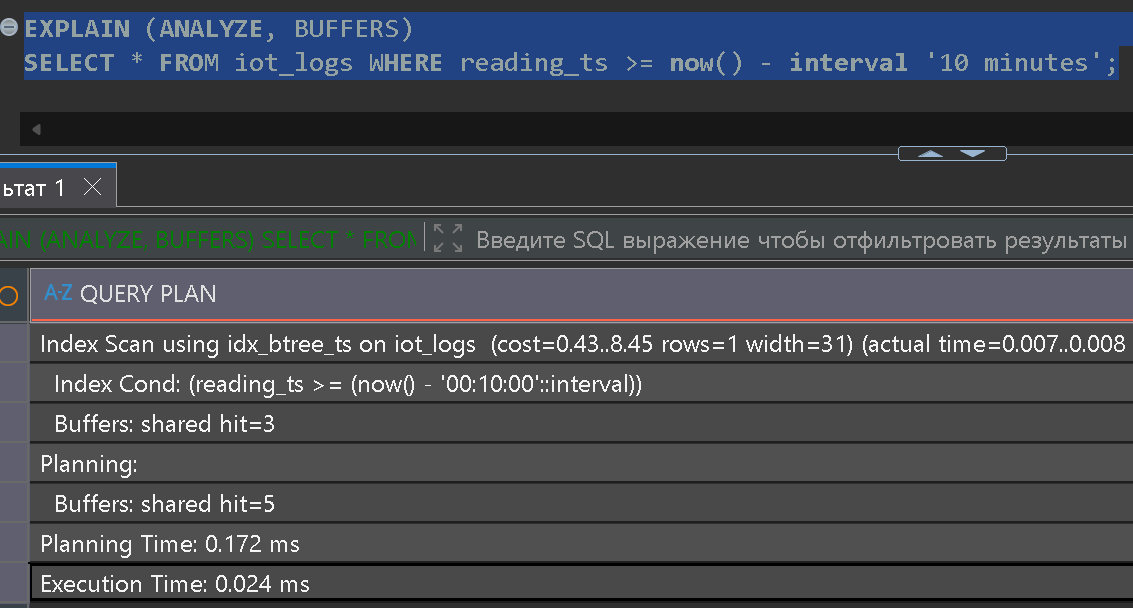 EXPLAIN (ANALYZE, BUFFERS)
SELECT * FROM iot_logs WHERE reading_ts >= now() - interval '10 minutes';
ьтат 1
AIN (ANALYZE, BUFFERS) SELECT * FROM
Введите SQL выражение чтобы отфильтровать результаты
A-Z QUERY PLAN
Index Scan using idx_btree_ts on iot_logs  (cost=0.43..8.45 rows=1 width=31) (actual time=0.007..0.008
Index Cond: (reading_ts >= (now() - '00:10:00'::interval))
Buffers: shared hit=3
Planning:
Buffers: shared hit=5
Planning Time: 0.172 ms
Execution Time: 0.024 ms